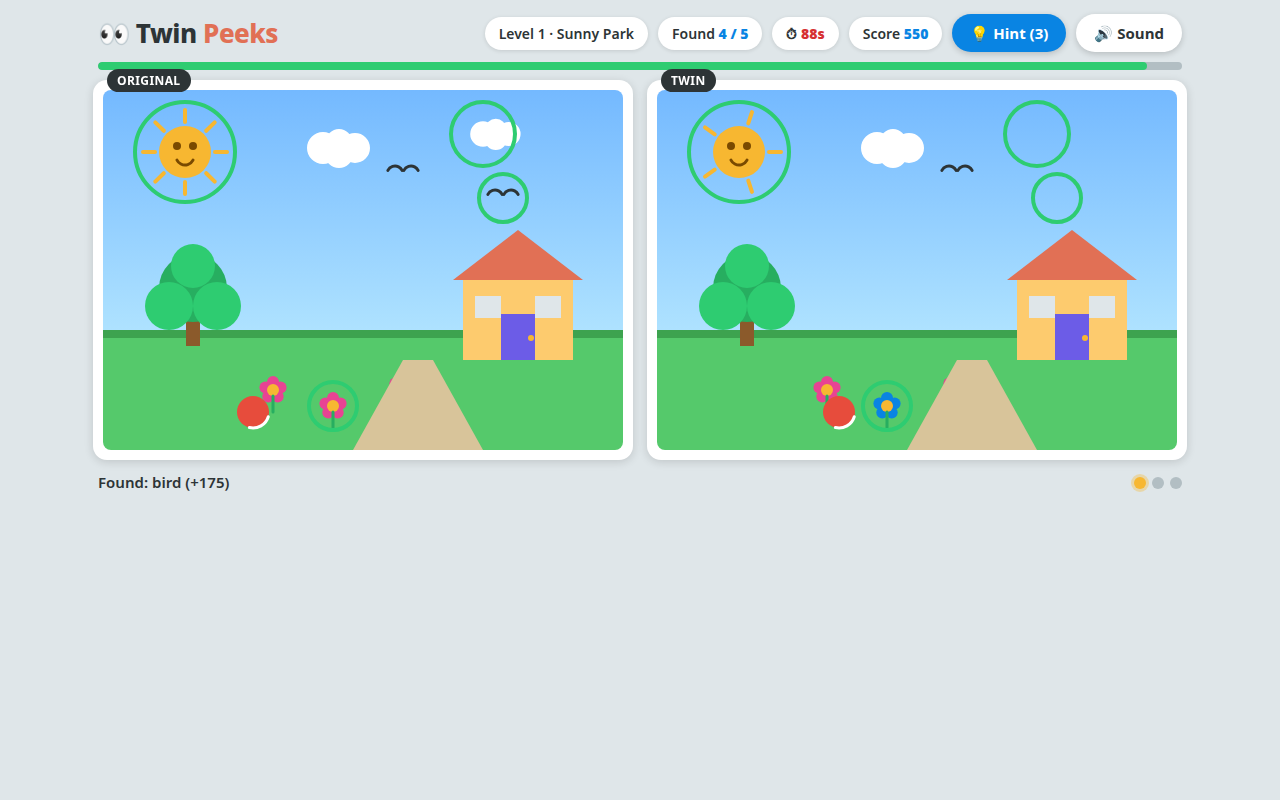 👀 Twin Peeks
Level 1 · Sunny Park
Found 4 / 5
⏱ 88s
Score 550
💡 Hint (3)
🔊 Sound
ORIGINAL
TWIN
Found: bird (+175)